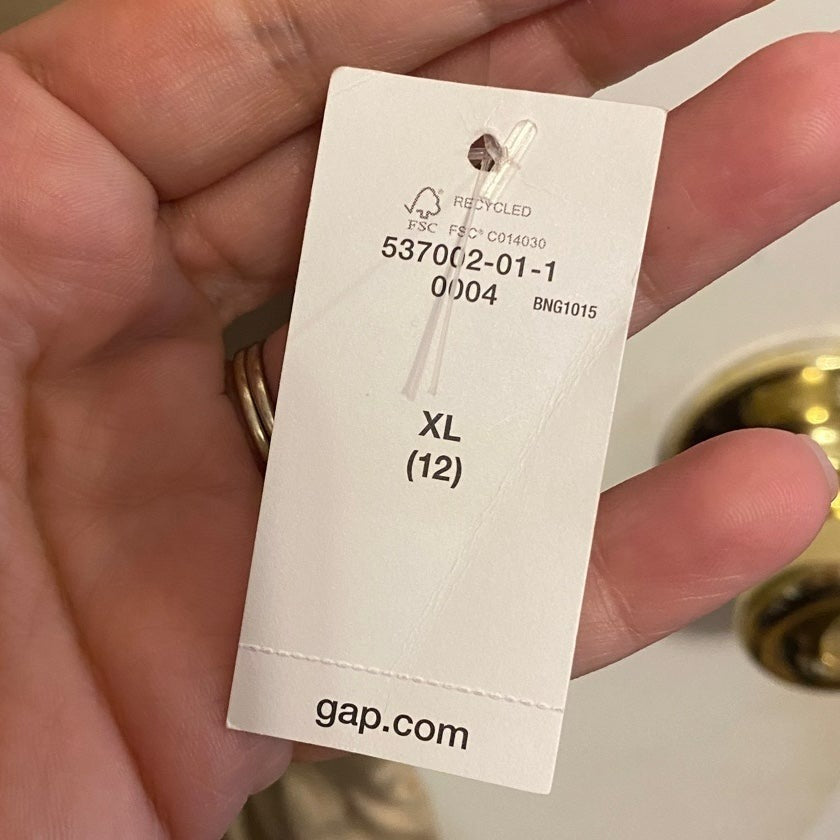 RECYCLED
FSC® FSC® C014030
537002-01-1
0004 BNG1015
XL
(12)
gap.com